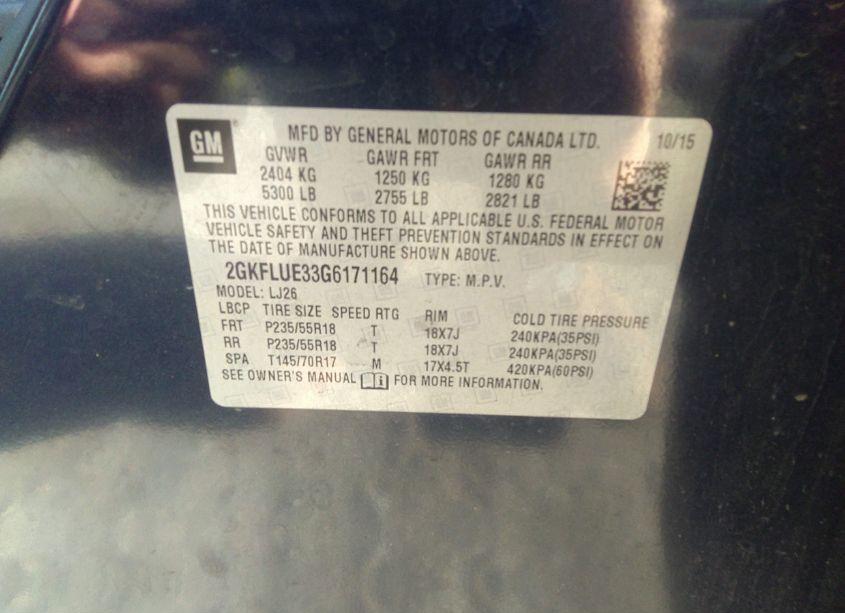 GM ® MFD BY GENERAL MOTORS OF CANADA LTD. 10/15
GVWR GAWR FRT GAWR RR
2404 KG 1250 KG 1280 KG
5300 LB 2755 LB 2821 LB
THIS VEHICLE CONFORMS TO ALL APPLICABLE U.S. FEDERAL MOTOR
VEHICLE SAFETY AND THEFT PREVENTION STANDARDS IN EFFECT ON
THE DATE OF MANUFACTURE SHOWN ABOVE.
2GKFLUE33G6171164 TYPE: M.P.V.
MODEL: LJ26
LBCP TIRE SIZE SPEED RTG RIM COLD TIRE PRESSURE
FRT P235/55R18 T 18X7J 240KPA(35PSI)
RR P235/55R18 T 18X7J 240KPA(35PSI)
SPA T145/70R17 M 17X4.5T 420KPA(60PSI)
SEE OWNER'S MANUAL FOR MORE INFORMATION.